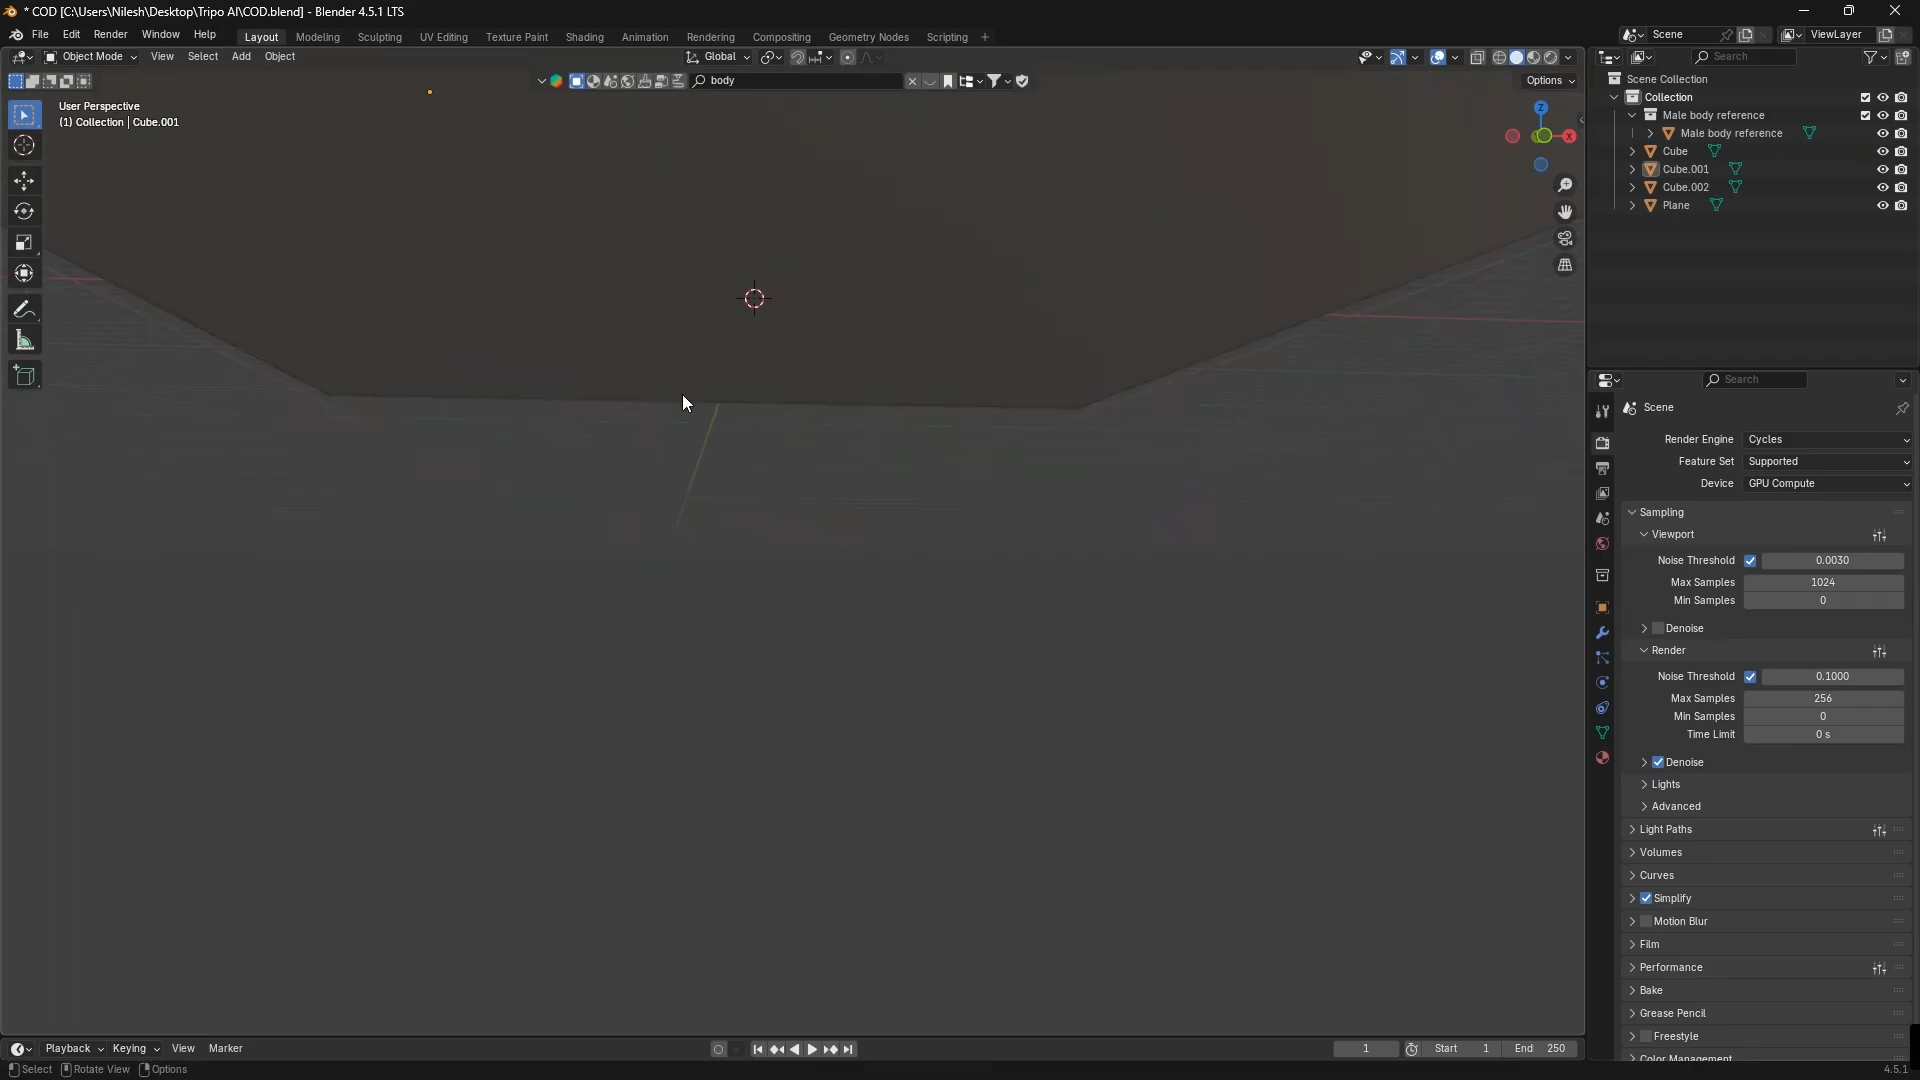 * COD [C:\Users\Nilesh\Desktop\Tripo AI\COD.blend] - Blender 4.5.1 LTS
File Edit Render Window Help Layout Modeling Sculpting UV Editing Texture Paint Shading Animation Rendering Compositing Geometry Nodes Scripting Scene ViewLayer
Object Mode View Select Add Object Global Search
body Options
User Perspective
(1) Collection | Cube.001
Z
X
Scene Collection
Collection
Male body reference
Male body reference
Cube
Cube.001
Cube.002
Plane
Search
Scene
Render Engine Cycles
Feature Set Supported
Device GPU Compute
Sampling
Viewport
Noise Threshold 0.0030
Max Samples 1024
Min Samples 0
Denoise
Render
Noise Threshold 0.1000
Max Samples 256
Min Samples 0
Time Limit 0 s
Denoise
Lights
Advanced
Light Paths
Volumes
Curves
Simplify
Motion Blur
Film
Performance
Bake
Grease Pencil
Freestyle
Color Management
Playback Keying View Marker 1 Start 1 End 250
Select Rotate View Options 4.5.1